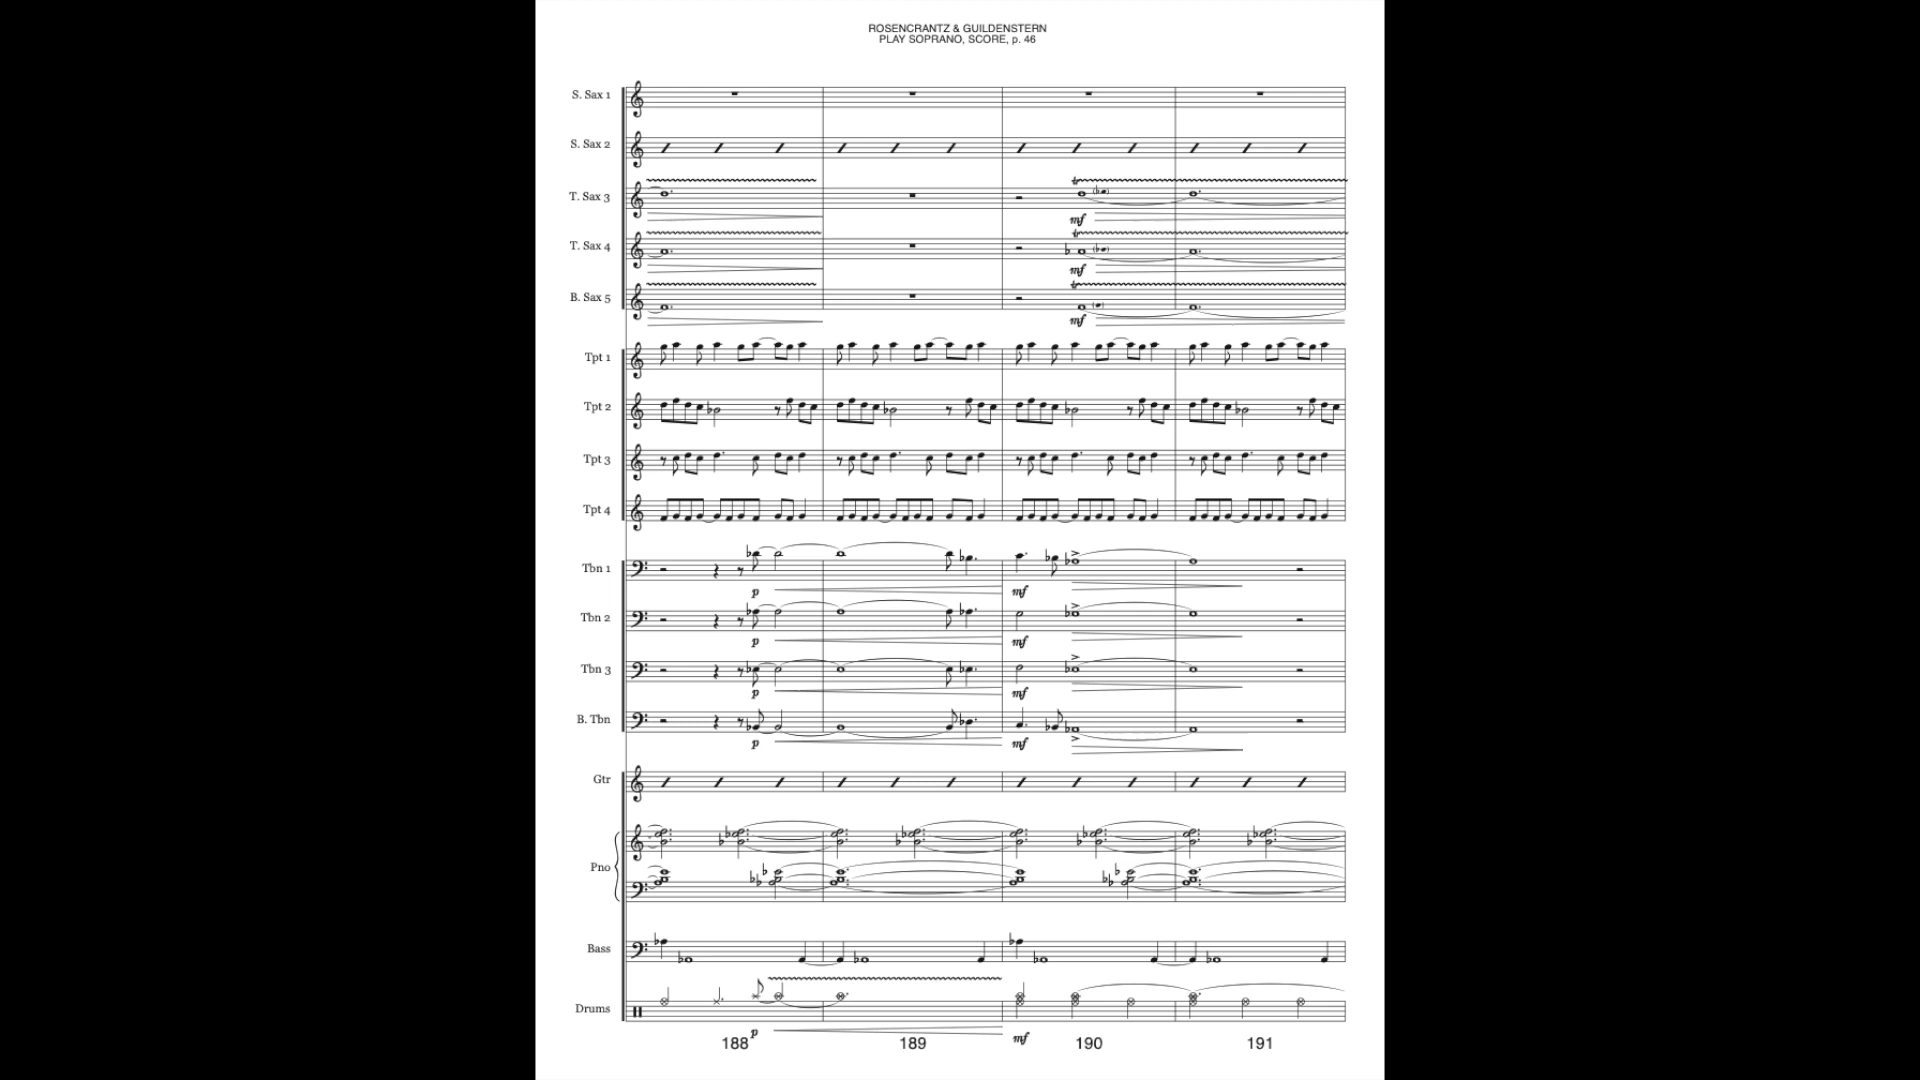 ROSENCRANTZ & GUILDENSTERN
PLAY SOPRANO, SCORE, p. 46
S. Sax 1
S. Sax 2
T. Sax 3
mf
T. Sax 4
mf
B. Sax 5
mf
Tpt 1
Tpt 2
Tpt 3
Tpt 4
Tbn 1
p mf
Tbn 2
p mf
Tbn 3
p mf
B. Tbn
p mf
Gtr
Pno
Bass
Drums
p mf
188 189 190 191